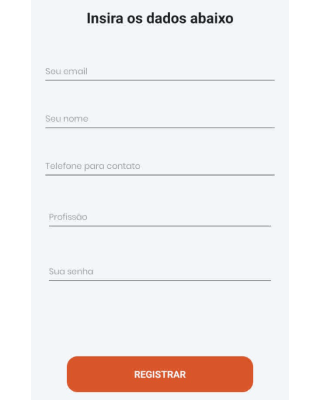 Insira os dados abaixo
Seu email
Seu nome
Telefone para contato
Profissão
Sua senha
REGISTRAR